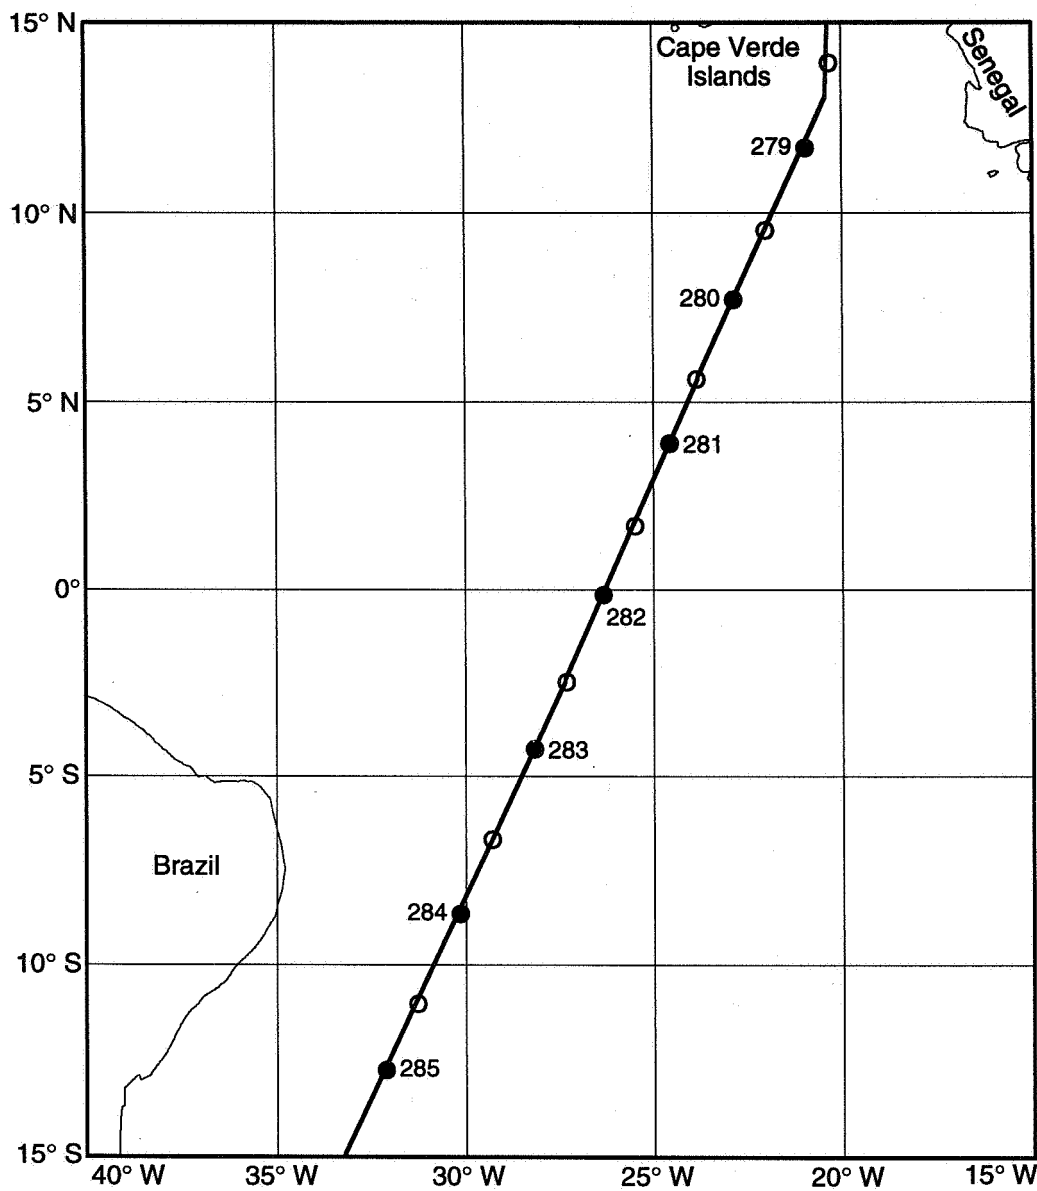 15° N
Cape Verde
Islands
Senegal
279
10° N
280
5° N
281
0°
282
283
5° S
Brazil
284
10° S
285
15° S
40° W
35° W
30° W
25° W
20° W
15° W